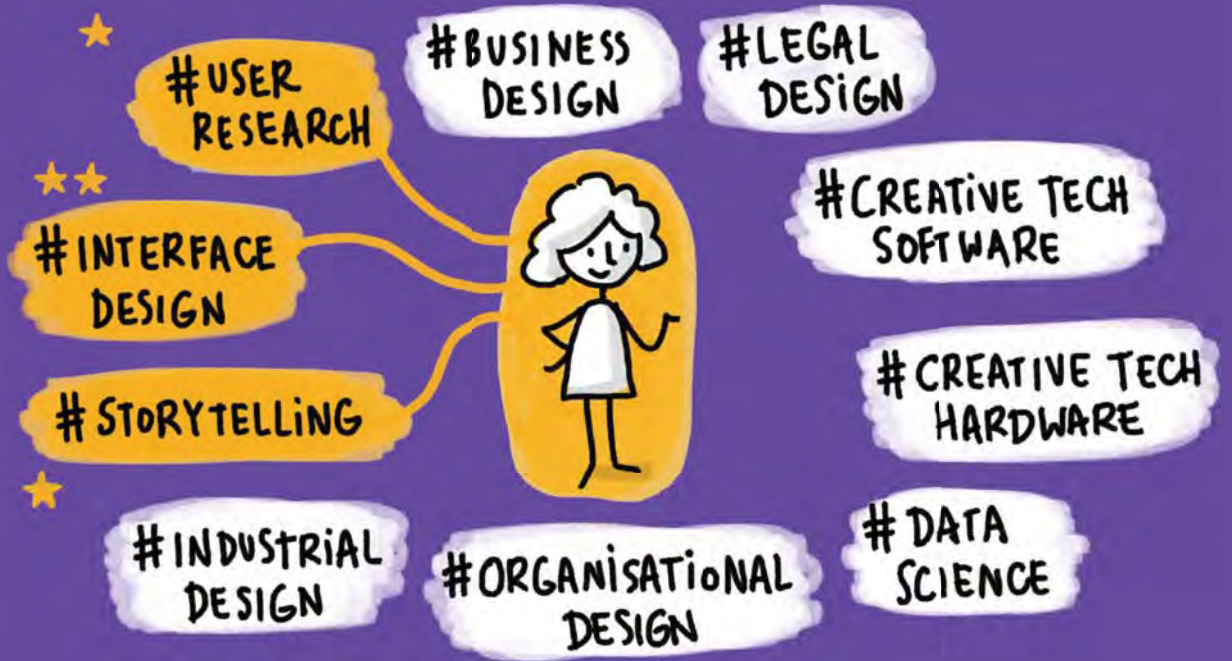 #USER
RESEARCH
#BUSINESS
DESIGN
#LEGAL
DESiGN
#CREATiVE TECH
SOFTWARE
#INTERFACE
DESIGN
#CREATIVE TECH
HARDWARE
#STORYTELLiNG
#INDUSTRiAL
DESIGN
#ORGANiSATiONAL
DESIGN
#DATA
SCIENCE